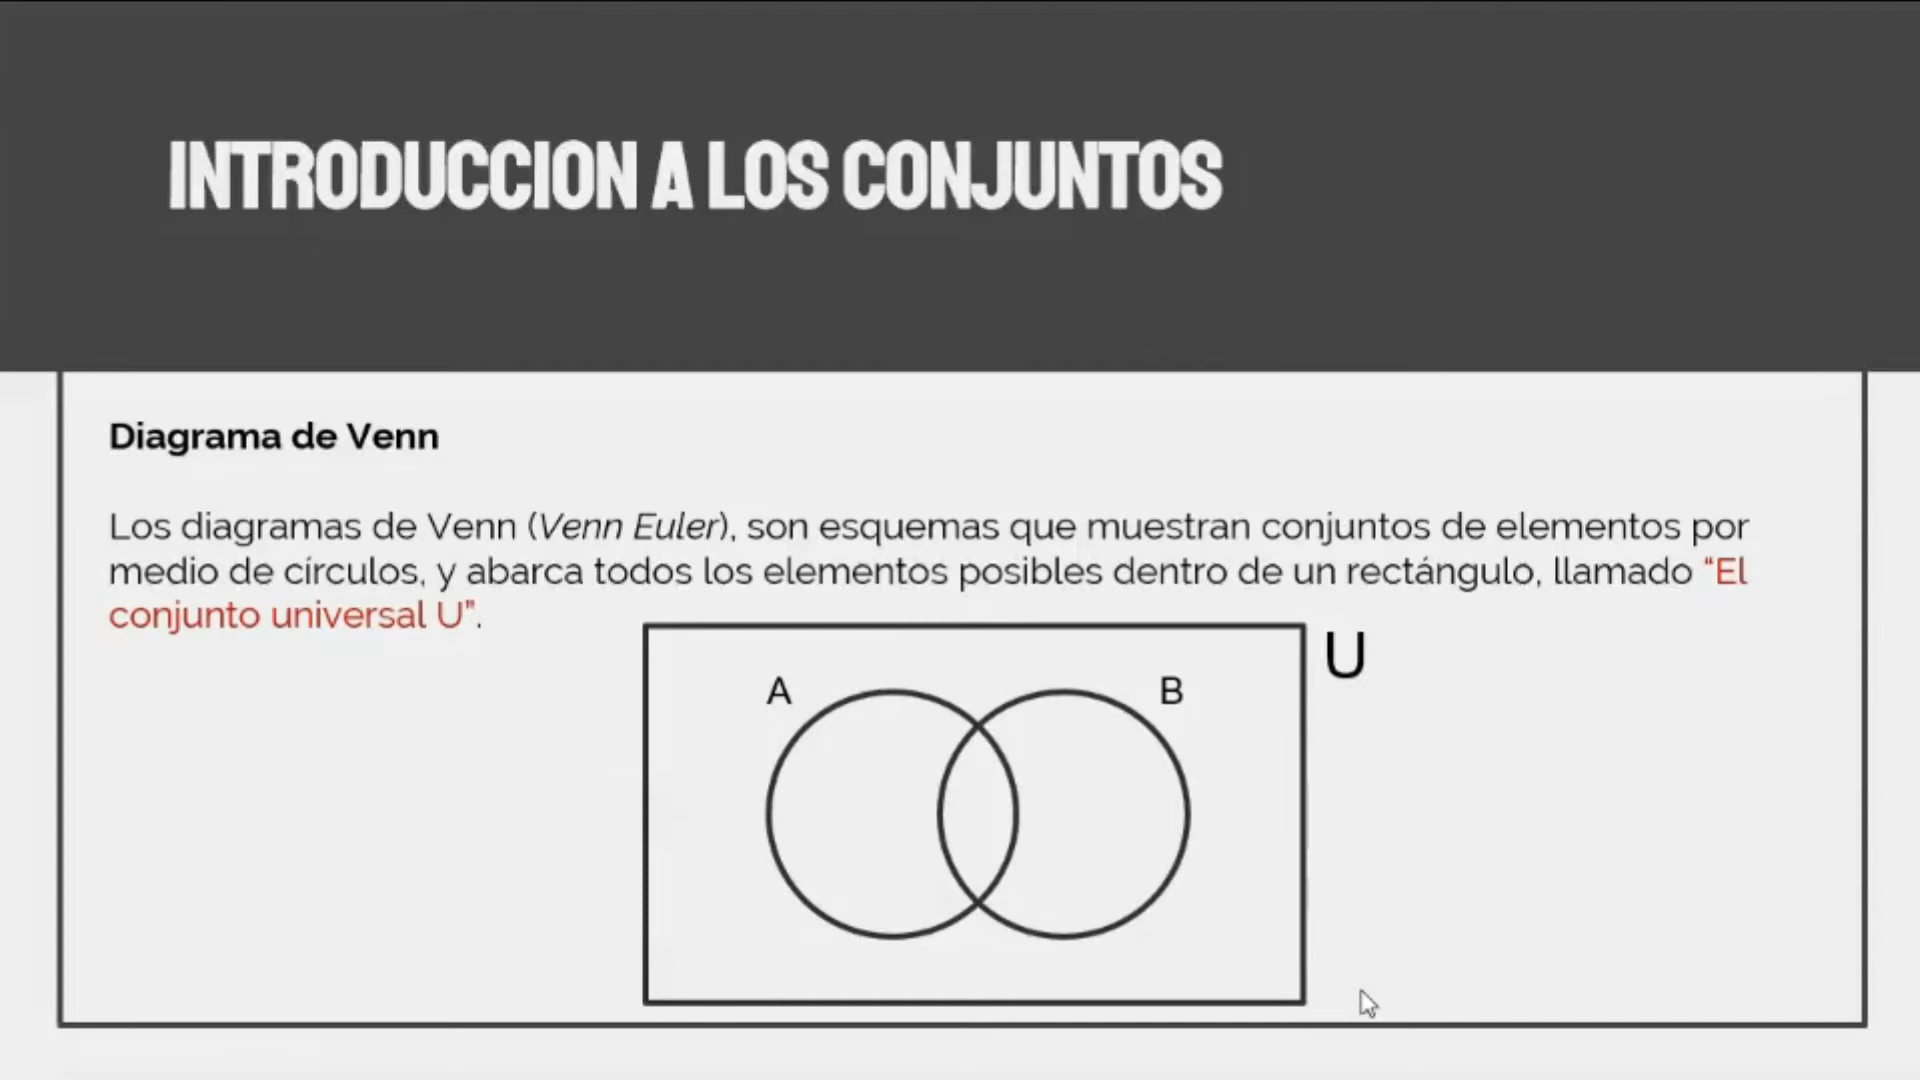 INTRODUCCION A LOS CONJUNTOS
Diagrama de Venn
Los diagramas de Venn (Venn Euler), son esquemas que muestran conjuntos de elementos por
medio de círculos, y abarca todos los elementos posibles dentro de un rectángulo, llamado “El
conjunto universal U”.
U
A
B